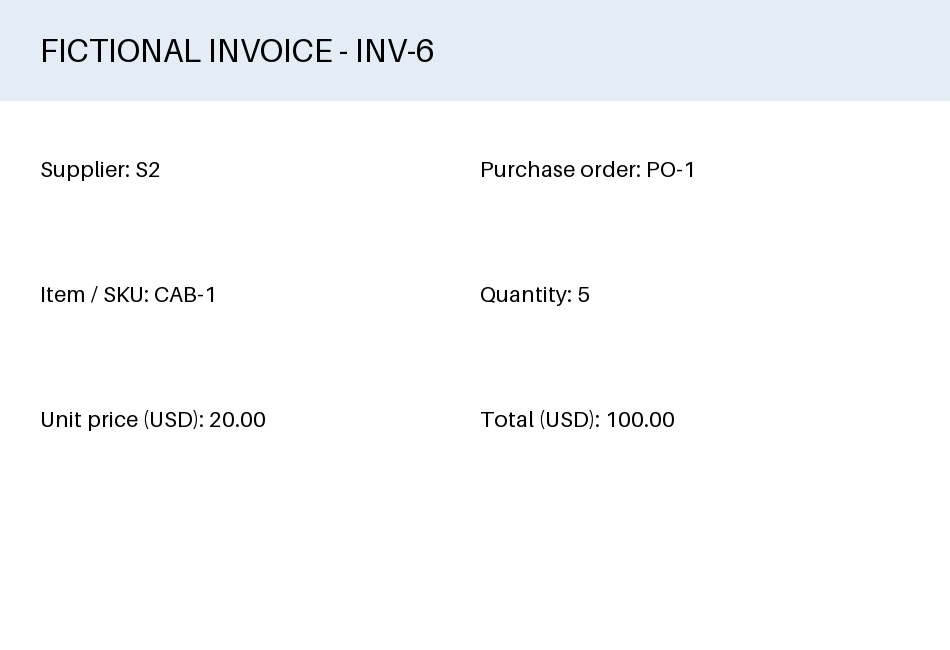 FICTIONAL INVOICE - INV-6
Supplier: S2
Purchase order: PO-1
Item / SKU: CAB-1
Quantity: 5
Unit price (USD): 20.00
Total (USD): 100.00